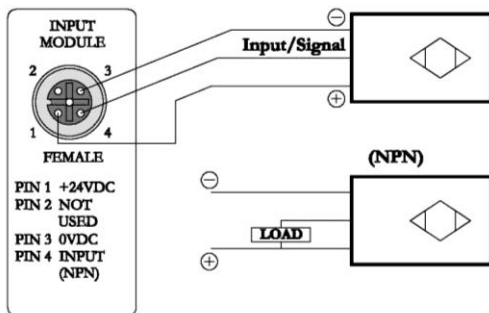 INPUT
MODULE
2 3
1 4
FEMALE
PIN 1 +24VDC
PIN 2 NOT
USED
PIN 3 0VDC
PIN 4 INPUT
(NPN)
−
Input/Signal
+
(NPN)
−
LOAD
+